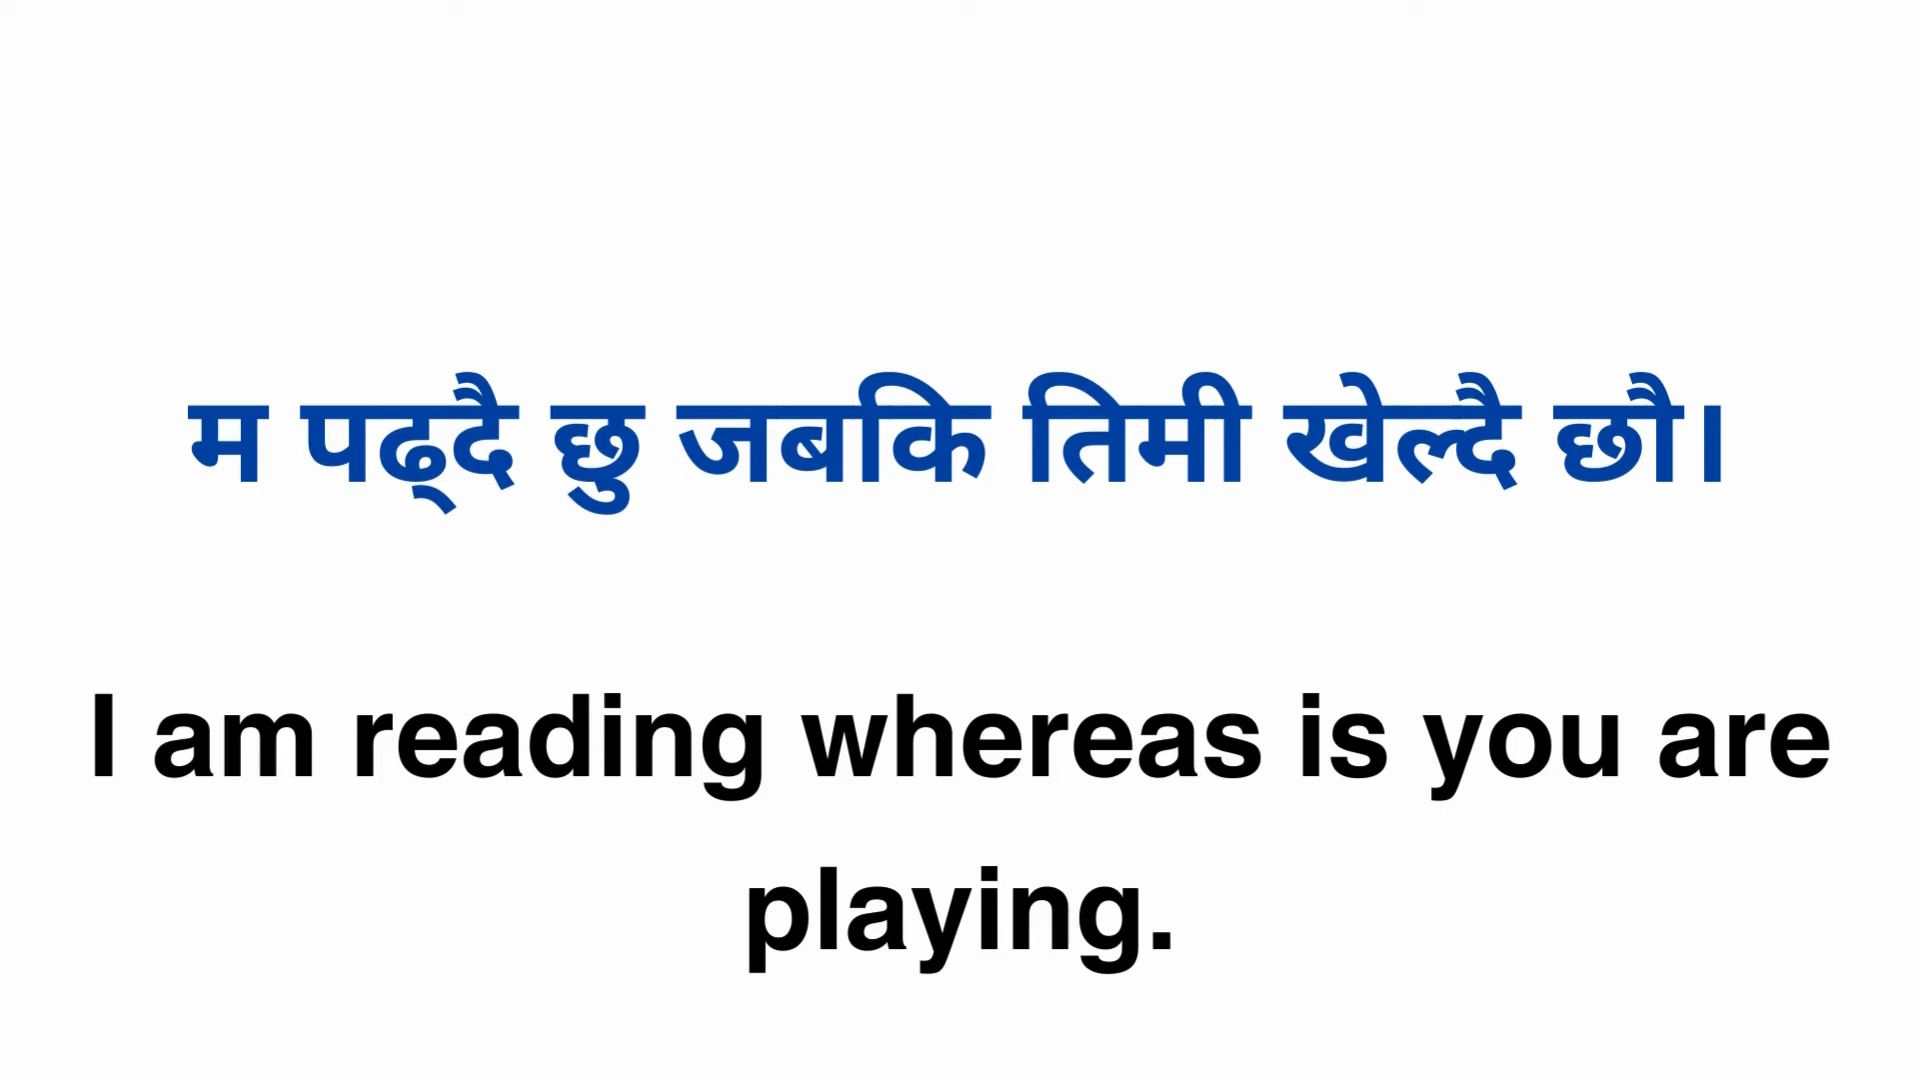 म पढ्दै छु जबकि तिमी खेल्दै छौ।
I am reading whereas is you are
playing.